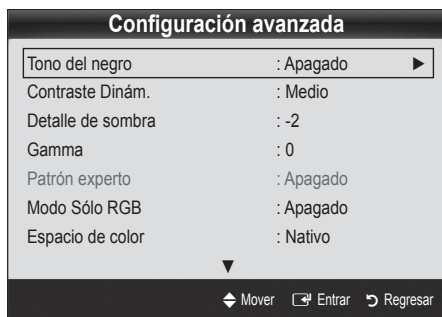 Configuración avanzada
Tono del negro : Apagado ►
Contraste Dinám. : Medio
Detalle de sombra : -2
Gamma : 0
Patrón experto : Apagado
Modo Sólo RGB : Apagado
Espacio de color : Nativo
▼
Mover Entrar Regresar